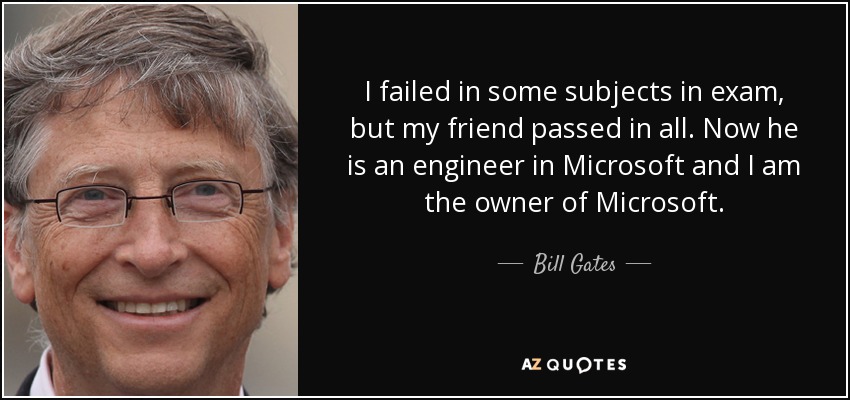 I failed in some subjects in exam,
but my friend passed in all. Now he
is an engineer in Microsoft and I am
the owner of Microsoft.
Bill Gates
AZ QUOTES